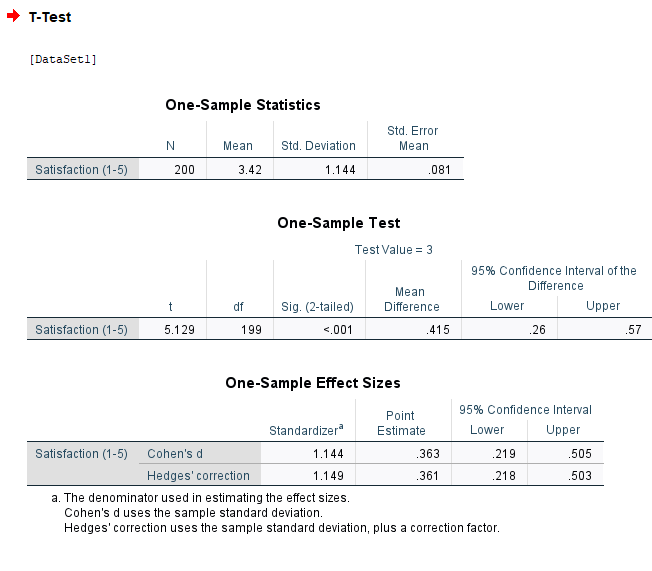 T-Test
[DataSet1]
One-Sample Statistics
N Mean Std. Deviation Std. Error Mean
Satisfaction (1-5) 200 3.42 1.144 .081
One-Sample Test
Test Value = 3
t df Sig. (2-tailed) Mean Difference 95% Confidence Interval of the Difference
Lower Upper
Satisfaction (1-5) 5.129 199 <.001 .415 .26 .57
One-Sample Effect Sizes
Standardizerª Point Estimate 95% Confidence Interval
Lower Upper
Satisfaction (1-5) Cohen's d 1.144 .363 .219 .505
Hedges' correction 1.149 .361 .218 .503
a. The denominator used in estimating the effect sizes.
Cohen's d uses the sample standard deviation.
Hedges' correction uses the sample standard deviation, plus a correction factor.